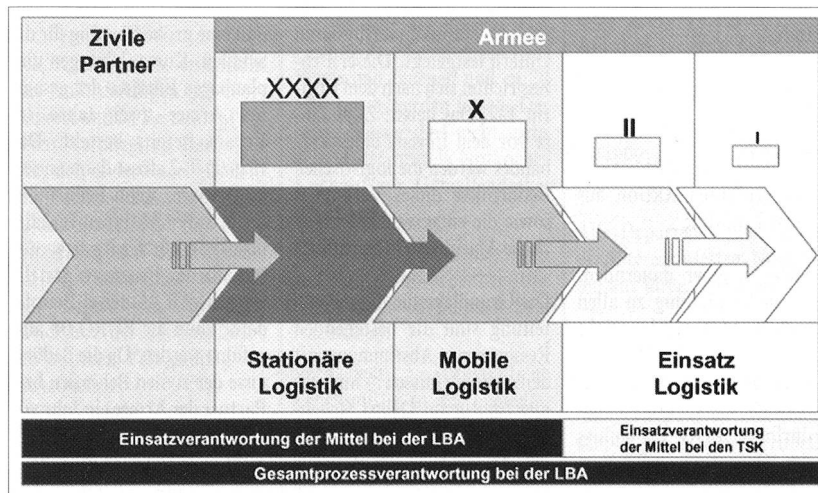 Zivile
Partner
Armee
XXXX
X
II
I
Stationäre
Logistik
Mobile
Logistik
Einsatz
Logistik
Einsatzverantwortung der Mittel bei der LBA
Einsatzverantwortung
der Mittel bei den TSK
Gesamtprozessverantwortung bei der LBA